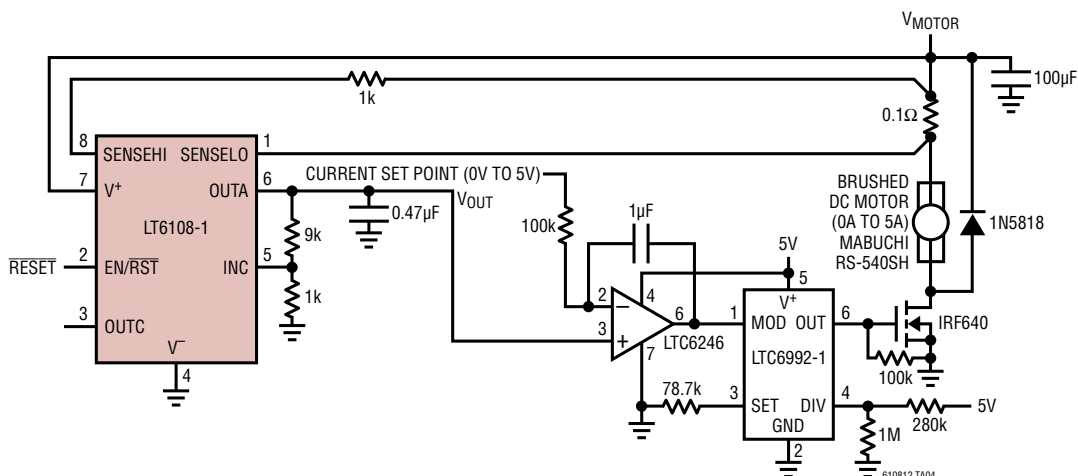 V_MOTOR
100µF
1k
0.1Ω
8
SENSEHI
SENSELO
1
7
V+
OUTA
6
LT6108-1
RESET
2
EN/RST
INC
5
3
OUTC
V−
4
9k
1k
0.47µF
V_OUT
CURRENT SET POINT (0V TO 5V)
100k
1µF
2
−
3
+
4
6
7
LTC6246
BRUSHED
DC MOTOR
(0A TO 5A)
MABUCHI
RS-540SH
1N5818
5V
5
V+
1
MOD
OUT
6
LTC6992-1
IRF640
100k
78.7k
3
SET
DIV
4
GND
2
280k
5V
1M
610812 TA04